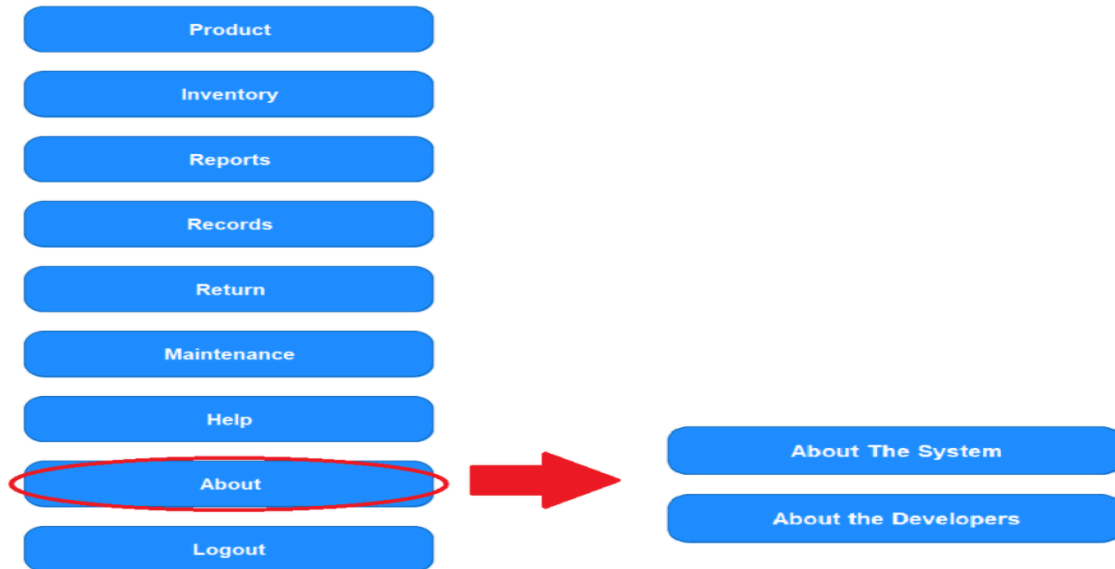 Product
Inventory
Reports
Records
Return
Maintenance
Help
About
Logout
About The System
About the Developers